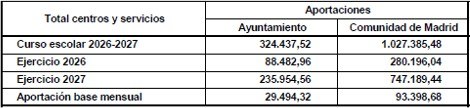 Total centros y servicios Aportaciones
Ayuntamiento Comunidad de Madrid
Curso escolar 2026-2027 324.437,52 1.027.385,48
Ejercicio 2026 88.482,96 280.196,04
Ejercicio 2027 235.954,56 747.189,44
Aportación base mensual 29.494,32 93.398,68